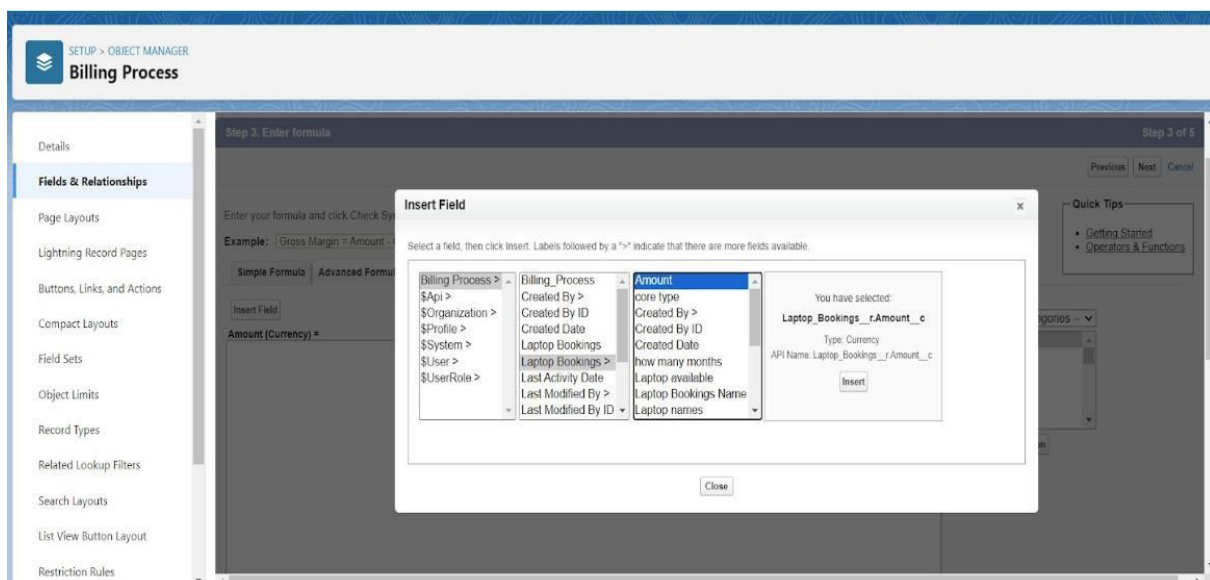 SETUP > OBJECT MANAGER
Billing Process
Details
Fields & Relationships
Page Layouts
Lightning Record Pages
Buttons, Links, and Actions
Compact Layouts
Field Sets
Object Limits
Record Types
Related Lookup Filters
Search Layouts
List View Button Layout
Restriction Rules
Step 3. Enter formula
Step 3 of 5
Previous Next Cancel
Enter your formula and click Check
Example: Gross Margin = Amount -
Simple Formula Advanced
Insert Field
Amount (Currency) =
Quick Tips
Getting Started
Operators & Functions
Insert Field
x
Select a field, then click Insert. Labels followed by a ">" indicate that there are more fields available.
Billing Process >
$Api >
$Organization >
$Profile >
$System >
$User >
$UserRole >
Billing_Process
Created By >
Created By ID
Created Date
Laptop Bookings
Laptop Bookings >
Last Activity Date
Last Modified By >
Last Modified By ID
Amount
core type
Created By >
Created By ID
Created Date
how many months
Laptop available
Laptop Bookings Name
Laptop names
You have selected:
Laptop_Bookings__r.Amount__c
Type: Currency
API Name: Laptop_Bookings__r.Amount__c
Insert
Close